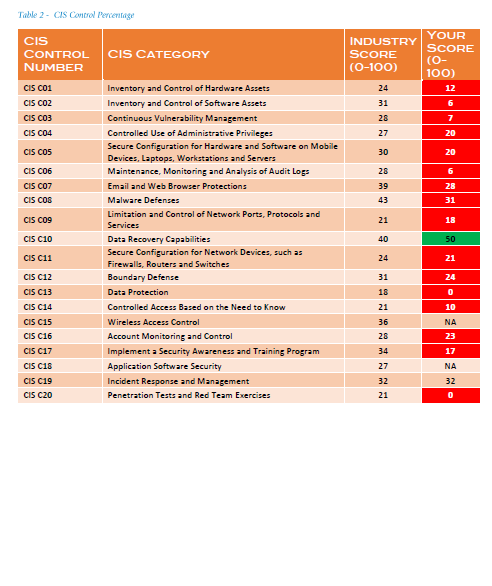 Table 2 - CIS Control Percentage
CIS CONTROL NUMBER | CIS CATEGORY | INDUSTRY SCORE (0-100) | YOUR SCORE (0-100)
CIS C01 Inventory and Control of Hardware Assets 24 12
CIS C02 Inventory and Control of Software Assets 31 6
CIS C03 Continuous Vulnerability Management 28 7
CIS C04 Controlled Use of Administrative Privileges 27 20
CIS C05 Secure Configuration for Hardware and Software on Mobile
Devices, Laptops, Workstations and Servers 30 20
CIS C06 Maintenance, Monitoring and Analysis of Audit Logs 28 6
CIS C07 Email and Web Browser Protections 39 28
CIS C08 Malware Defenses 43 31
CIS C09 Limitation and Control of Network Ports, Protocols and
Services 21 18
CIS C10 Data Recovery Capabilities 40 50
CIS C11 Secure Configuration for Network Devices, such as
Firewalls, Routers and Switches 24 21
CIS C12 Boundary Defense 31 24
CIS C13 Data Protection 18 0
CIS C14 Controlled Access Based on the Need to Know 21 10
CIS C15 Wireless Access Control 36 NA
CIS C16 Account Monitoring and Control 28 23
CIS C17 Implement a Security Awareness and Training Program 34 17
CIS C18 Application Software Security 27 NA
CIS C19 Incident Response and Management 32 32
CIS C20 Penetration Tests and Red Team Exercises 21 0